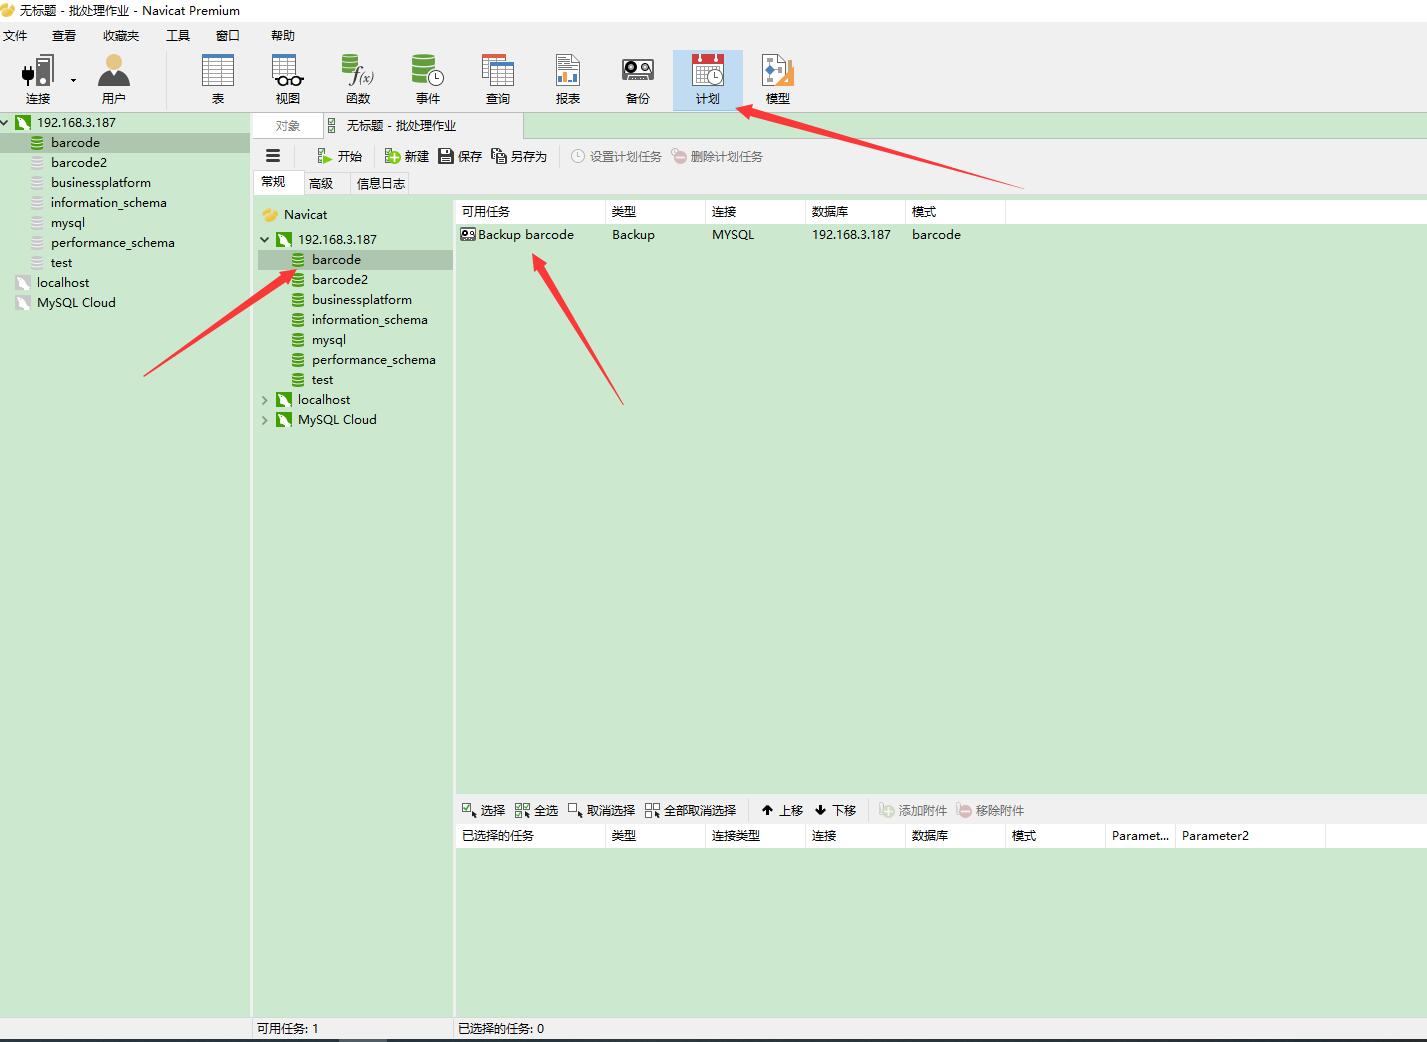 无标题 - 批处理作业 - Navicat Premium
文件 查看 收藏夹 工具 窗口 帮助
连接 用户 表 视图 函数 事件 查询 报表 备份 计划 模型
f(x)
192.168.3.187
barcode
barcode2
businessplatform
information_schema
mysql
performance_schema
test
localhost
MySQL Cloud
对象 无标题 - 批处理作业
开始 新建 保存 另存为 设置计划任务 删除计划任务
常规 高级 信息日志
Navicat
192.168.3.187
barcode
barcode2
businessplatform
information_schema
mysql
performance_schema
test
localhost
MySQL Cloud
可用任务 类型 连接 数据库 模式
Backup barcode Backup MYSQL 192.168.3.187 barcode
选择 全选 取消选择 全部取消选择 上移 下移 添加附件 移除附件
已选择的任务 类型 连接类型 连接 数据库 模式 Paramet... Parameter2
可用任务: 1 已选择的任务: 0